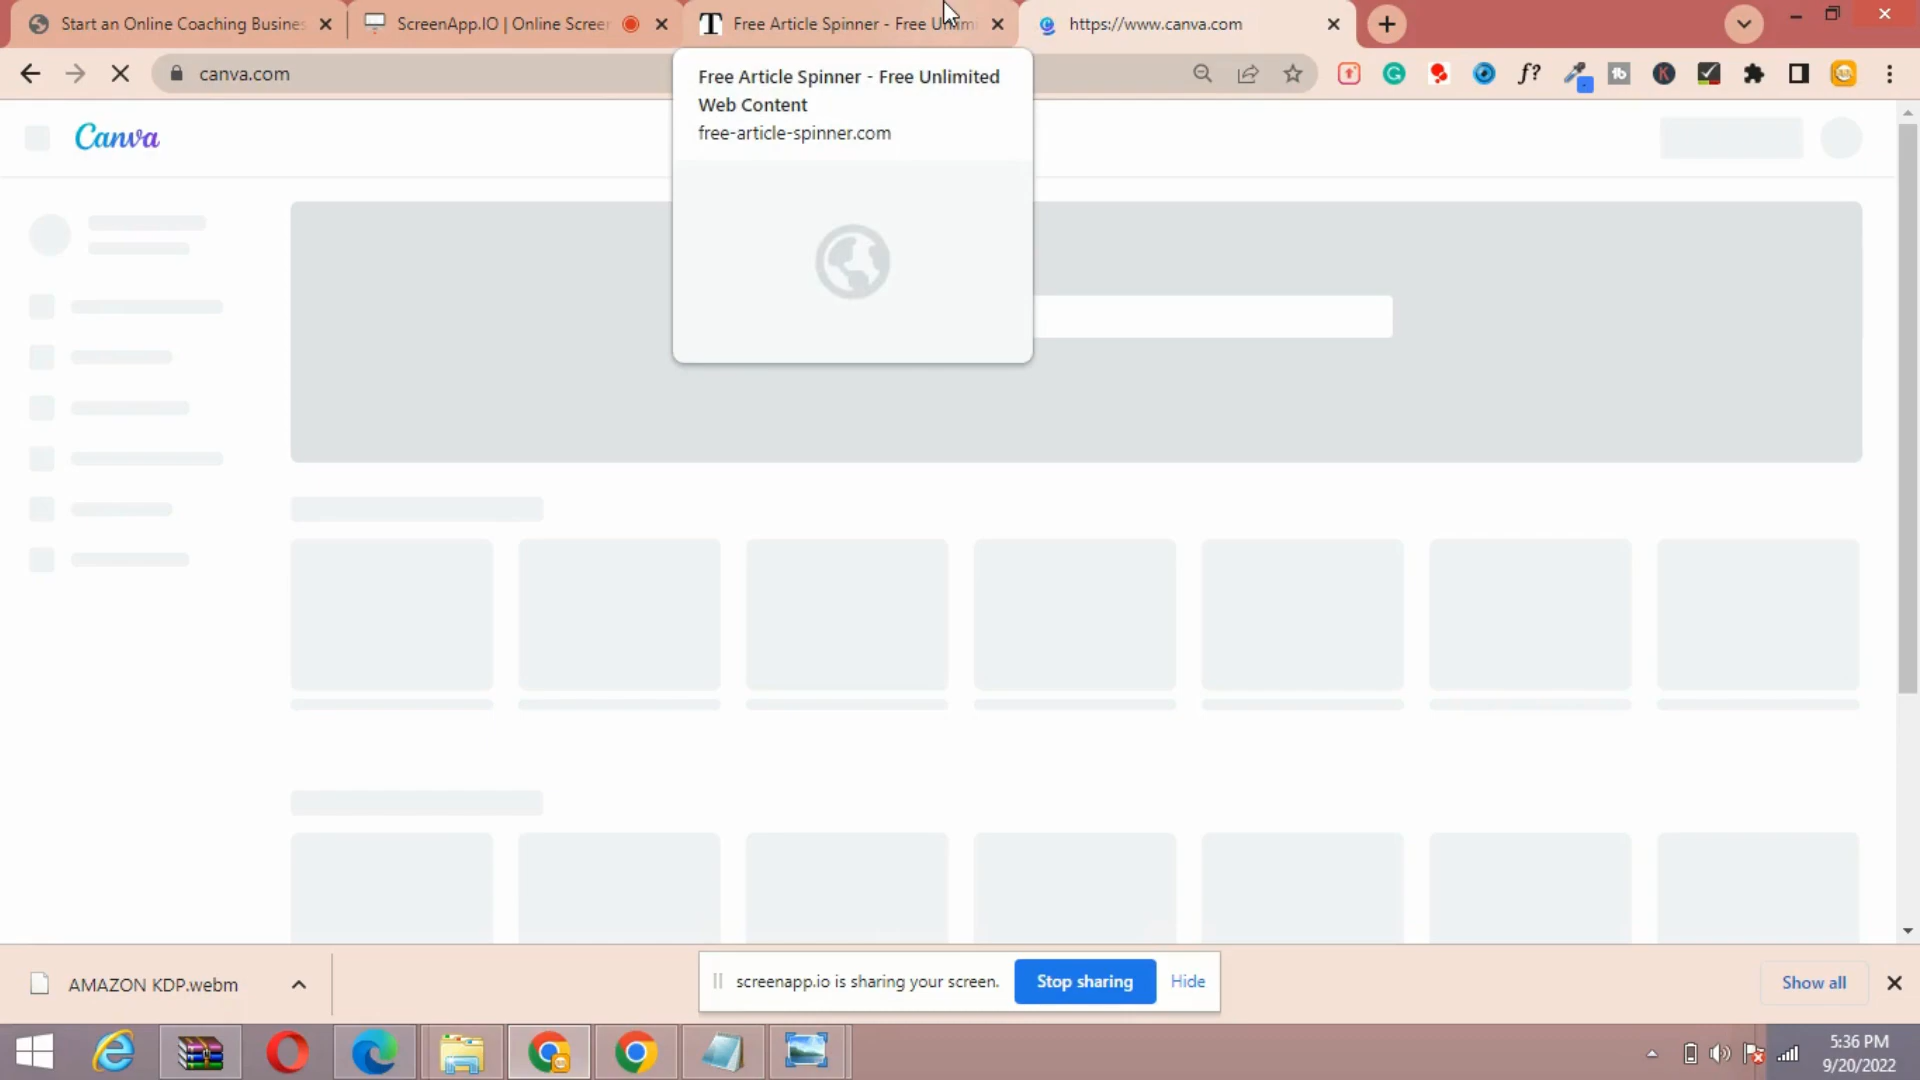 Start an Online Coaching Busines
ScreenApp.IO | Online Screen
Free Article Spinner - Free Unlimi
https://www.canva.com
canva.com
Free Article Spinner - Free Unlimited
Web Content
free-article-spinner.com
Canva
AMAZON KDP.webm
screenapp.io is sharing your screen.
Stop sharing
Hide
Show all
5:36 PM
9/20/2022